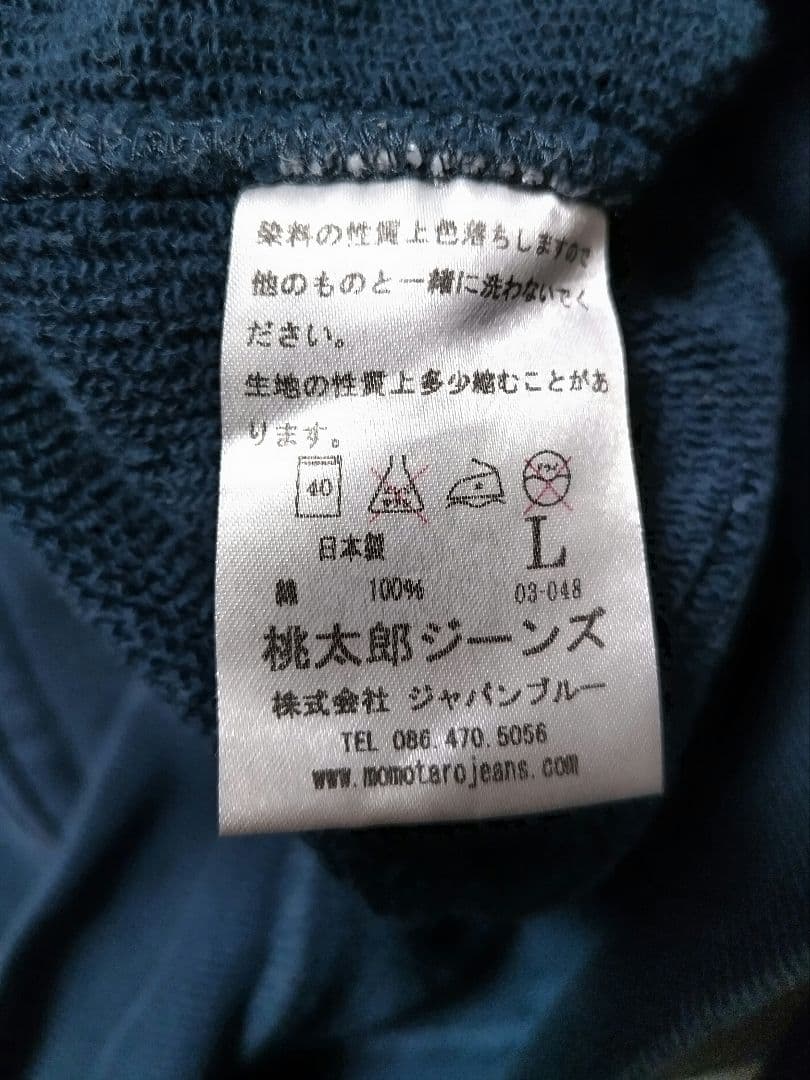 染料の性質上色落ちしますので
他のものと一緒に洗わないでく
ださい。
生地の性質上多少縮むことがあ
ります。
40
ドライ
日本製
L
綿 100%
03-048
桃太郎ジーンズ
株式会社 ジャパンブルー
TEL 086.470.5056
www.momotarojeans.com